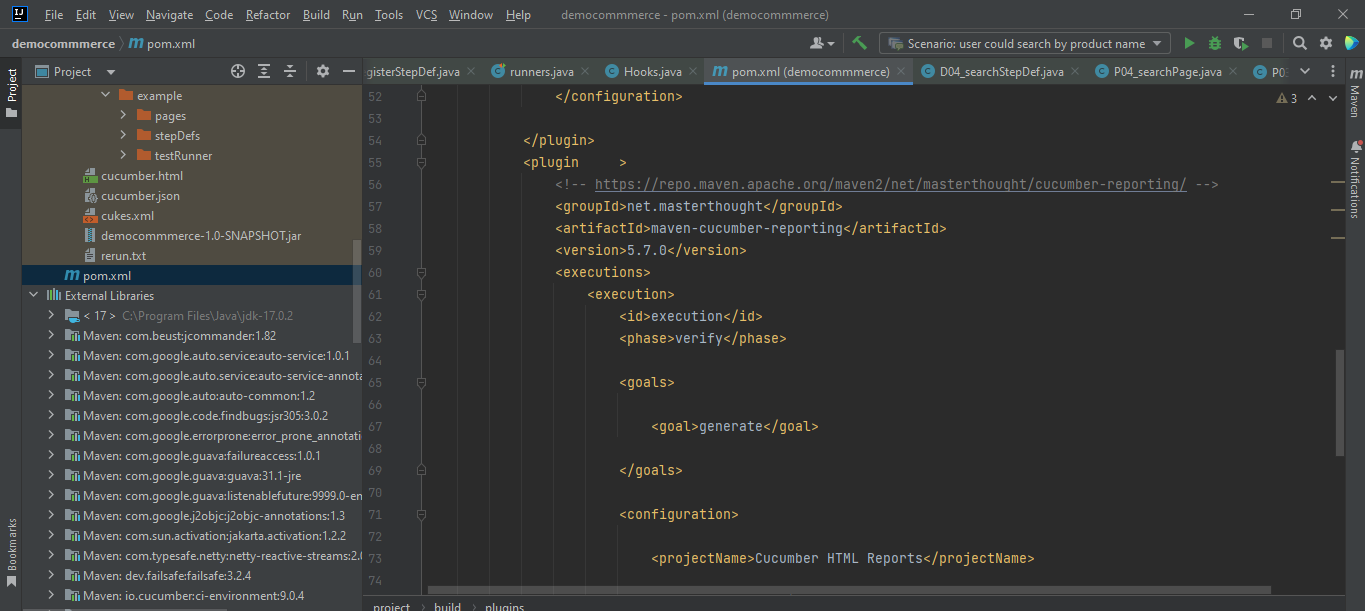 File Edit View Navigate Code Refactor Build Run Tools VCS Window Help democommmerce - pom.xml (democommmerce)
democommmerce pom.xml Scenario: user could search by product name
Project gisterStepDef.java runners.java Hooks.java pom.xml (democommmerce) D04_searchStepDef.java P04_searchPage.java P03
Project
Bookmarks
example
pages
stepDefs
testRunner
cucumber.html
cucumber.json
cukes.xml
democommmerce-1.0-SNAPSHOT.jar
rerun.txt
pom.xml
External Libraries
< 17 > C:\Program Files\Java\jdk-17.0.2
Maven: com.beust:jcommander:1.82
Maven: com.google.auto.service:auto-service:1.0.1
Maven: com.google.auto.service:auto-service-annota
Maven: com.google.auto:auto-common:1.2
Maven: com.google.code.findbugs:jsr305:3.0.2
Maven: com.google.errorprone:error_prone_annotati
Maven: com.google.guava:failureaccess:1.0.1
Maven: com.google.guava:guava:31.1-jre
Maven: com.google.guava:listenablefuture:9999.0-em
Maven: com.google.j2objc:j2objc-annotations:1.3
Maven: com.sun.activation:jakarta.activation:1.2.2
Maven: com.typesafe.netty:netty-reactive-streams:2.0
Maven: dev.failsafe:failsafe:3.2.4
Maven: io.cucumber:ci-environment:9.0.4
52 </configuration>
53
54 </plugin>
55 <plugin >
56 <!-- https://repo.maven.apache.org/maven2/net/masterthought/cucumber-reporting/ -->
57 <groupId>net.masterthought</groupId>
58 <artifactId>maven-cucumber-reporting</artifactId>
59 <version>5.7.0</version>
60 <executions>
61 <execution>
62 <id>execution</id>
63 <phase>verify</phase>
64
65 <goals>
66
67 <goal>generate</goal>
68
69 </goals>
70
71 <configuration>
72
73 <projectName>Cucumber HTML Reports</projectName>
74
3
project build plugins
Maven
Notifications